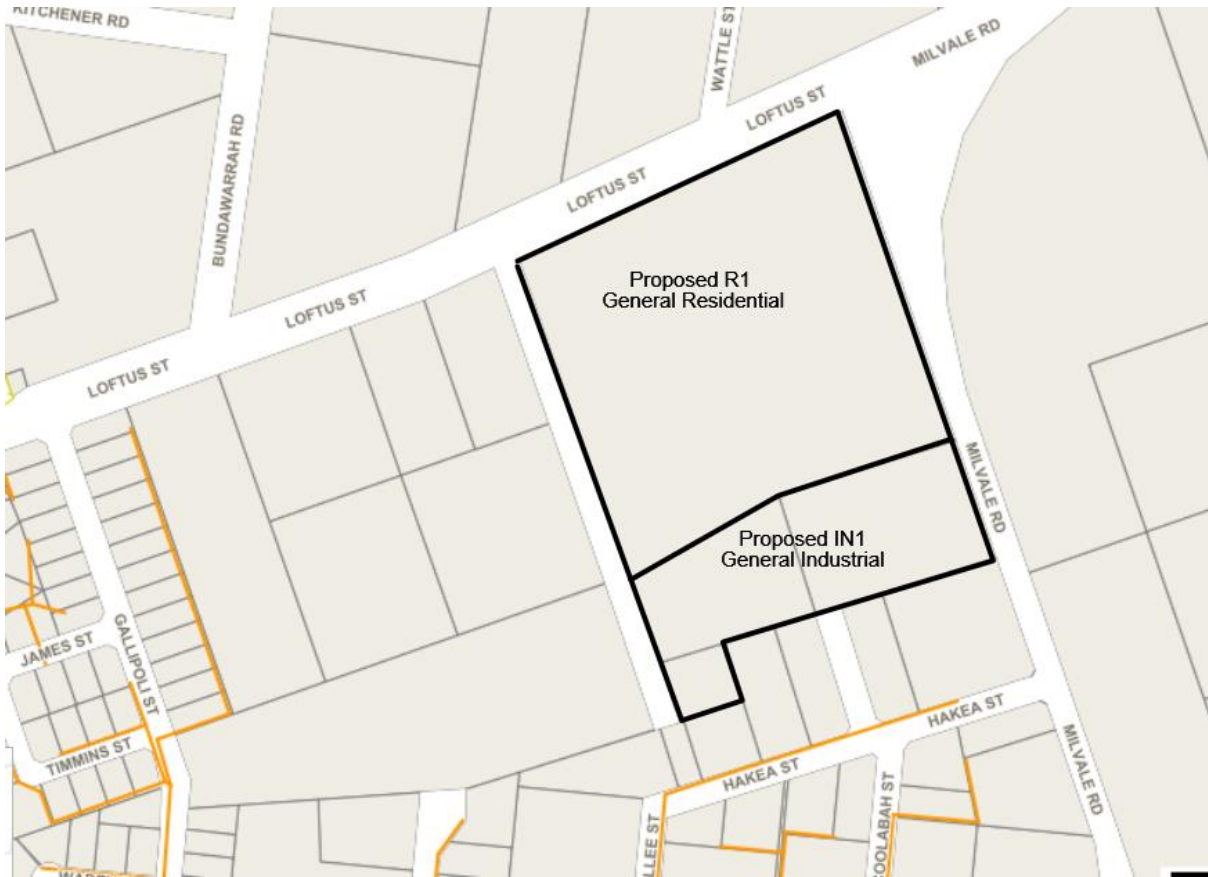 KITCHENER RD
WATTLE ST
MILVALE RD
LOFTUS ST
BUNDAWARRAH RD
LOFTUS ST
Proposed R1
General Residential
LOFTUS ST
LOFTUS ST
MILVALE RD
Proposed IN1
General Industrial
GALLIPOLI ST
JAMES ST
HAKEA ST
TIMMINS ST
HAKEA ST
MILVALE RD
LLEE ST
COOLABAH ST